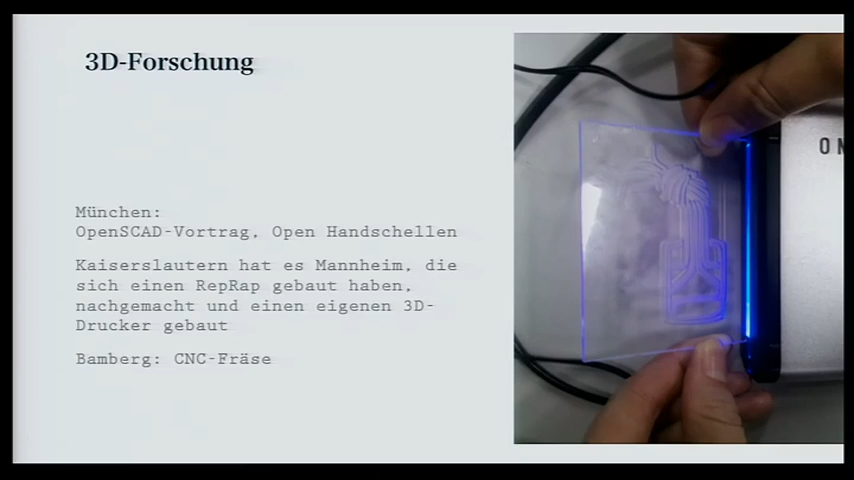 3D-Forschung
München:
OpenSCAD-Vortrag, Open Handschellen
Kaiserslautern hat es Mannheim, die
sich einen RepRap gebaut haben,
nachgemacht und einen eigenen 3D-
Drucker gebaut
Bamberg: CNC-Fräse